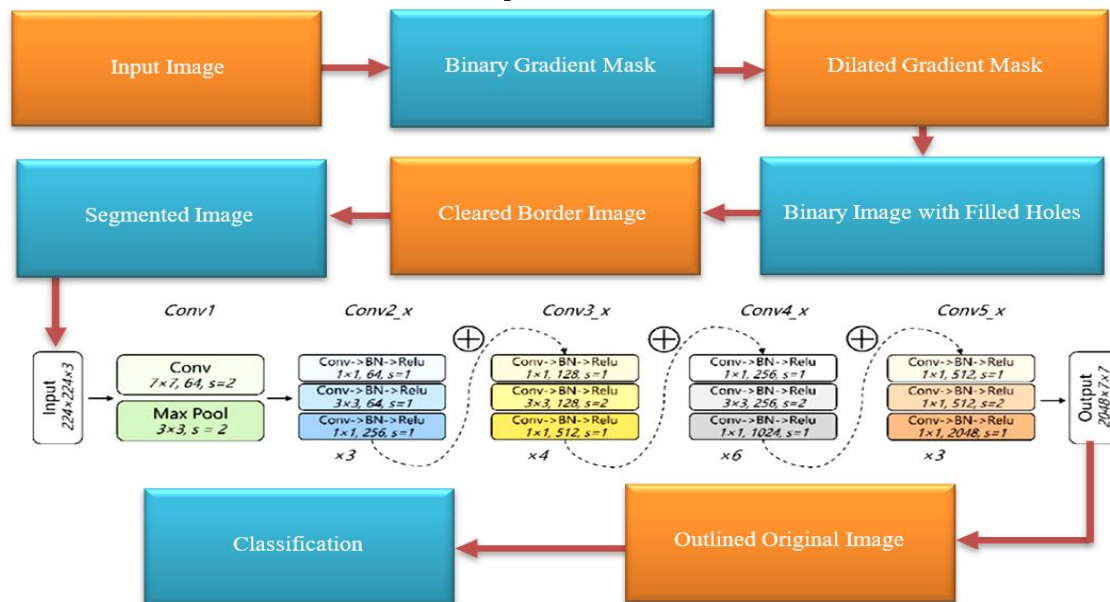 Input Image
Binary Gradient Mask
Dilated Gradient Mask
Segmented Image
Cleared Border Image
Binary Image with Filled Holes
Conv1
Conv2_x
Conv3_x
Conv4_x
Conv5_x
Input
224×224×3
Conv
7×7, 64, s=2
Max Pool
3×3, s = 2
Conv->BN->Relu
1×1, 64, s=1
Conv->BN->Relu
3×3, 64, s=1
Conv->BN->Relu
1×1, 256, s=1
×3
Conv->BN->Relu
1×1, 128, s=1
Conv->BN->Relu
3×3, 128, s=2
Conv->BN->Relu
1×1, 512, s=1
×4
Conv->BN->Relu
1×1, 256, s=1
Conv->BN->Relu
3×3, 256, s=2
Conv->BN->Relu
1×1, 1024, s=1
×6
Conv->BN->Relu
1×1, 512, s=1
Conv->BN->Relu
1×1, 512, s=2
Conv->BN->Relu
1×1, 2048, s=1
×3
Output
2048×7×7
Classification
Outlined Original Image